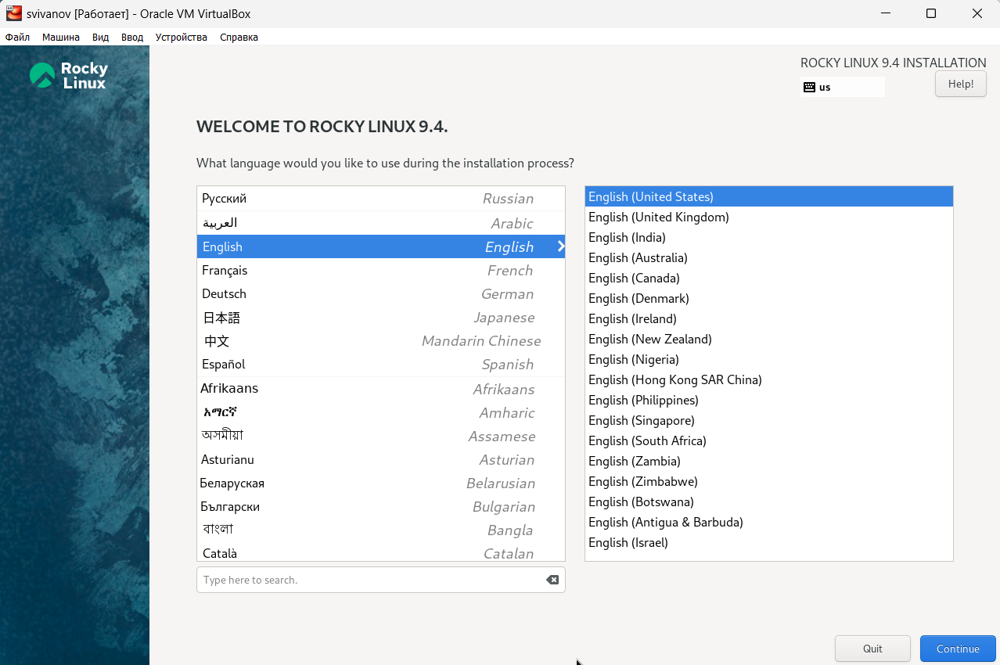 svivanov [Работает] - Oracle VM VirtualBox
Файл Машина Вид Ввод Устройства Справка
Rocky
Linux
ROCKY LINUX 9.4 INSTALLATION
us
Help!
WELCOME TO ROCKY LINUX 9.4.
What language would you like to use during the installation process?
Русский Russian
العربية Arabic
English English
Français French
Deutsch German
日本語 Japanese
中文 Mandarin Chinese
Español Spanish
Afrikaans Afrikaans
አማርኛ Amharic
অসমীয়া Assamese
Asturianu Asturian
Беларуская Belarusian
Български Bulgarian
বাংলা Bangla
Català Catalan
Type here to search.
English (United States)
English (United Kingdom)
English (India)
English (Australia)
English (Canada)
English (Denmark)
English (Ireland)
English (New Zealand)
English (Nigeria)
English (Hong Kong SAR China)
English (Philippines)
English (Singapore)
English (South Africa)
English (Zambia)
English (Zimbabwe)
English (Botswana)
English (Antigua & Barbuda)
English (Israel)
Quit
Continue